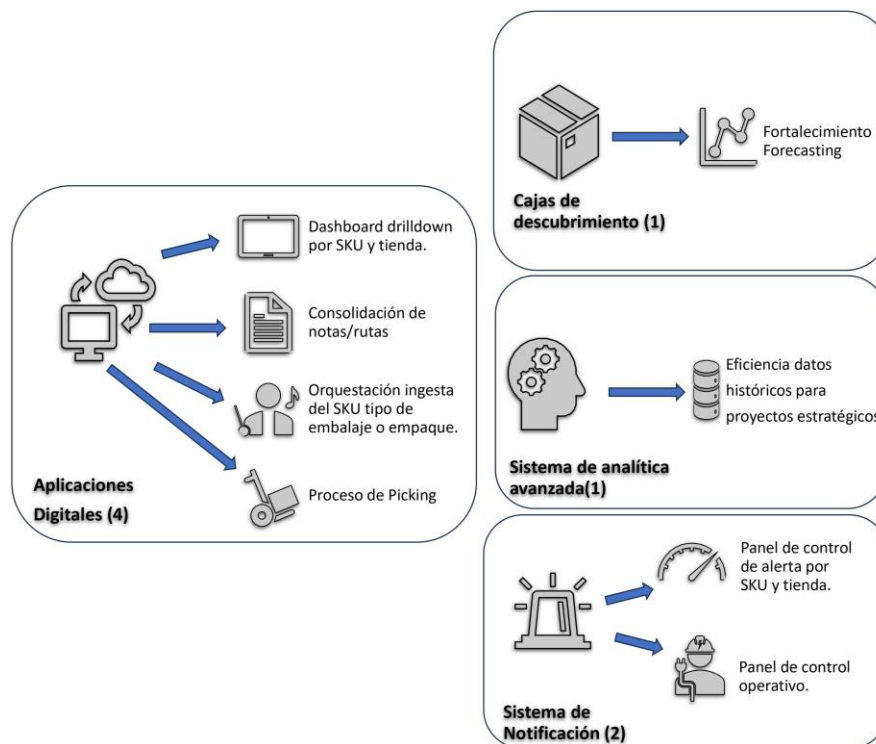 Dashboard drilldown
por SKU y tienda.
Consolidación de
notas/rutas
Orquestación ingesta
del SKU tipo de
embalaje o empaque.
Proceso de Picking
Aplicaciones
Digitales (4)
Fortalecimiento
Forecasting
Cajas de
descubrimiento (1)
Eficiencia datos
históricos para
proyectos estratégicos
Sistema de analítica
avanzada(1)
Panel de control
de alerta por
SKU y tienda.
Panel de control
operativo.
Sistema de
Notificación (2)